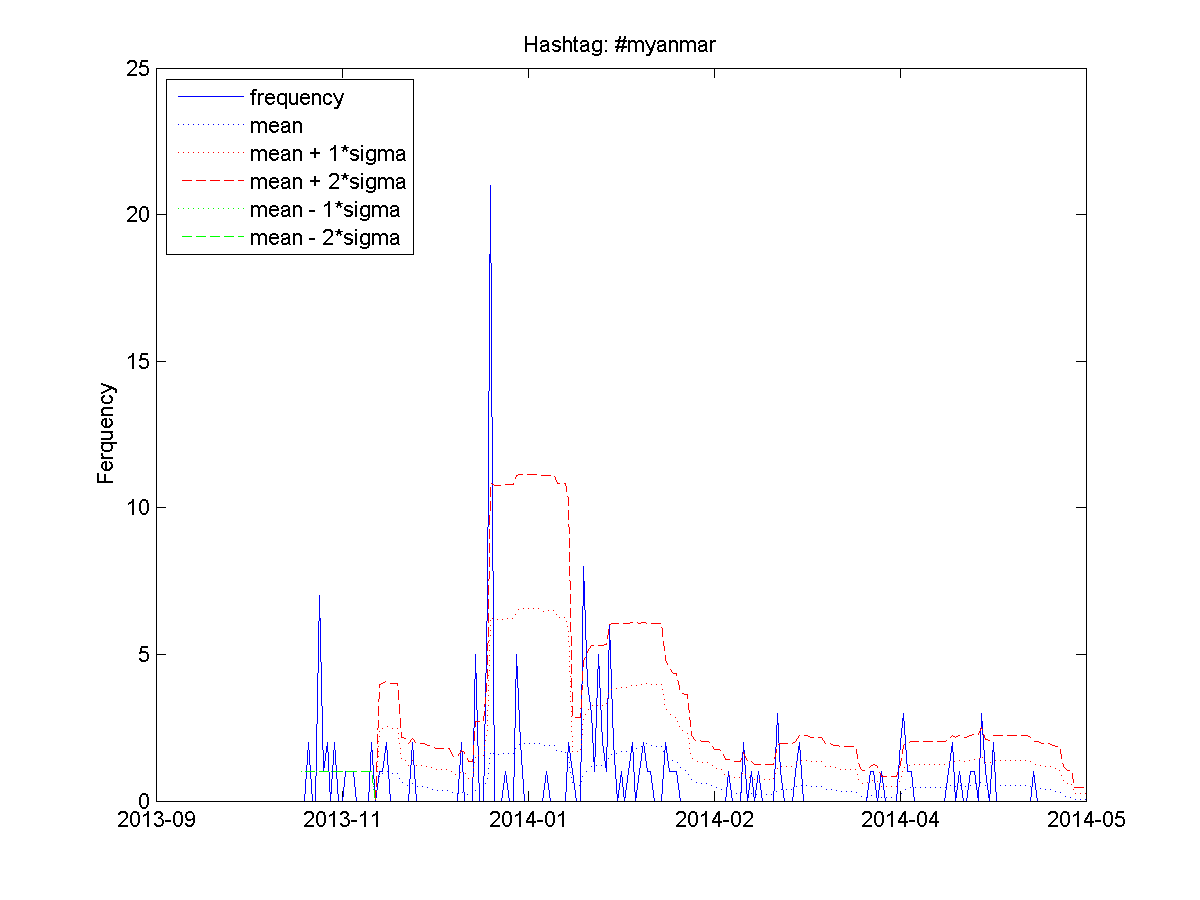 Hashtag: #myanmar
25
frequency
mean
mean + 1*sigma
mean + 2*sigma
mean - 1*sigma
mean - 2*sigma
20
15
Ferquency
10
5
0
2013-09 2013-11 2014-01 2014-02 2014-04 2014-05